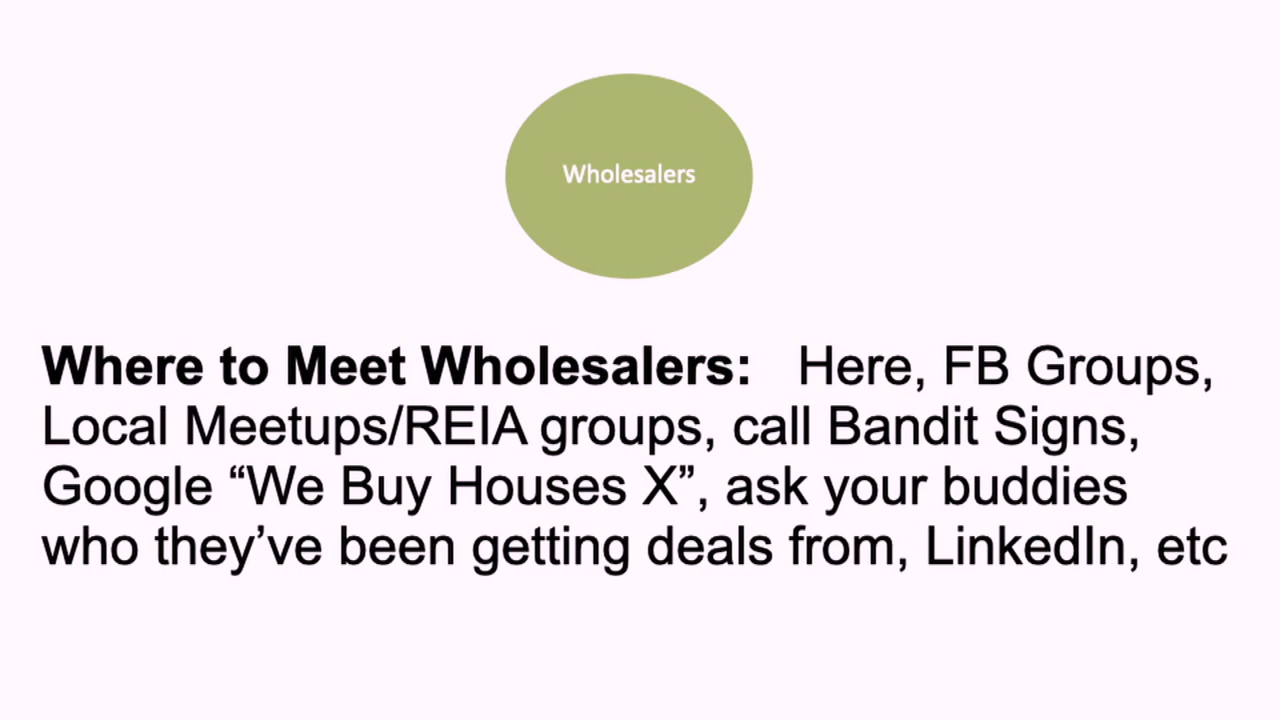 Wholesalers
Where to Meet Wholesalers: Here, FB Groups,
Local Meetups/REIA groups, call Bandit Signs,
Google “We Buy Houses X”, ask your buddies
who they’ve been getting deals from, LinkedIn, etc